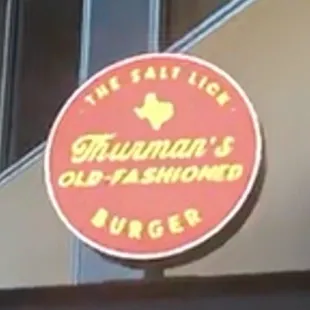 THE SALT LICK
Thurman's
OLD-FASHIONED
BURGER